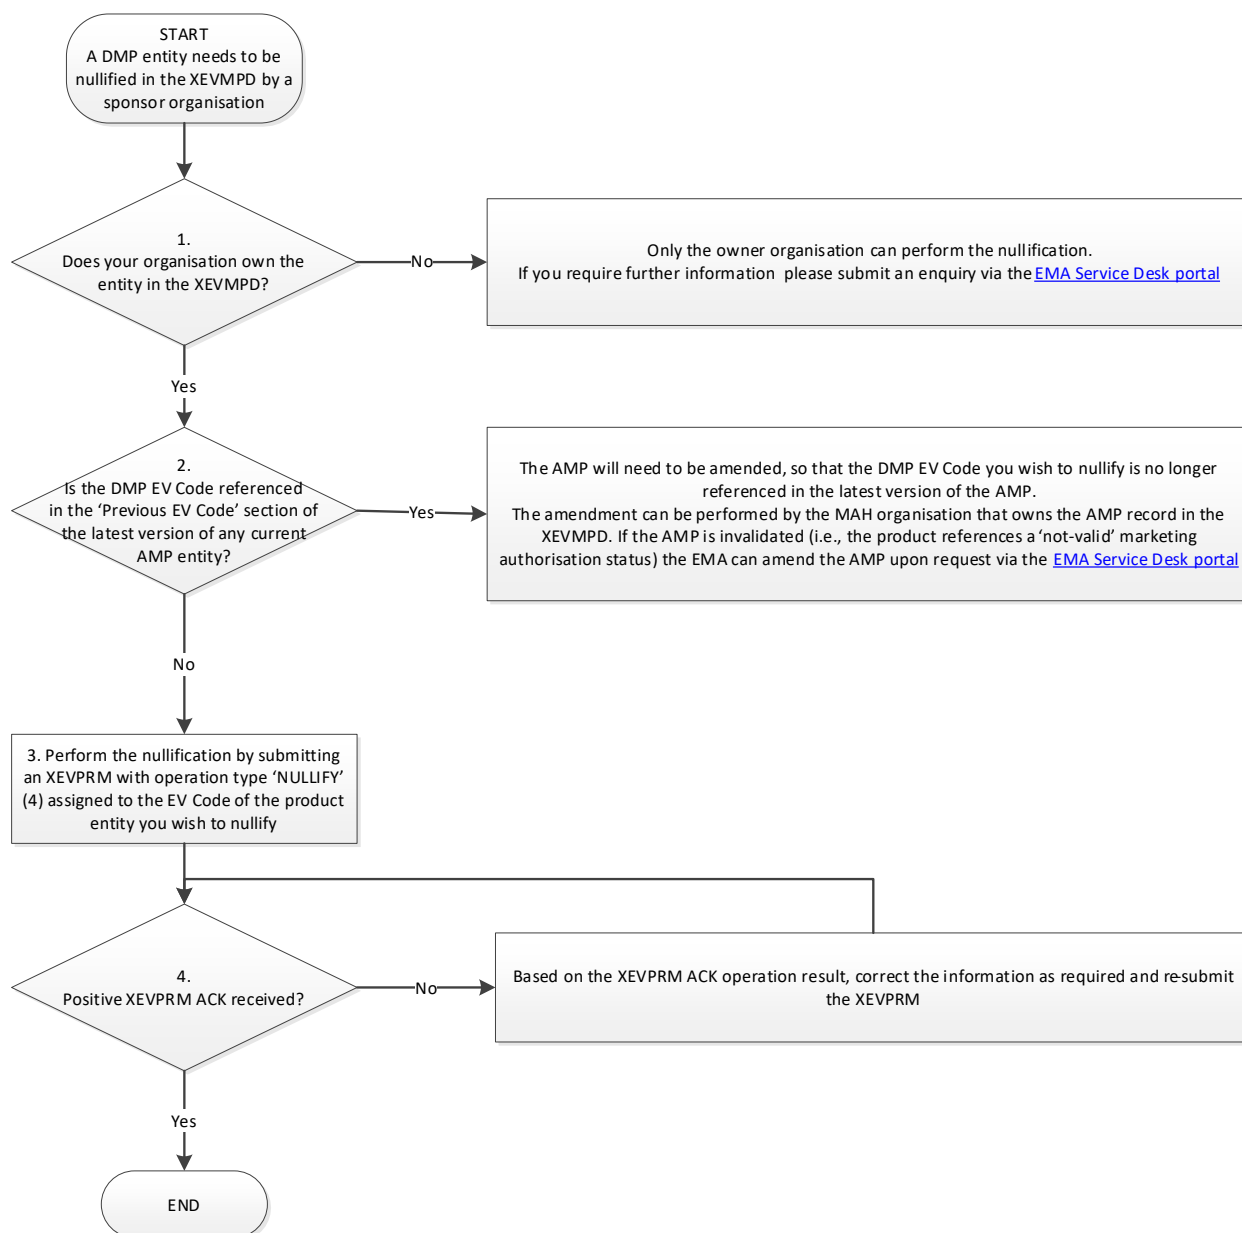 START
A DMP entity needs to be
nullified in the XEVMPD by a
sponsor organisation
1.
Does your organisation own the
entity in the XEVMPD?
No
Only the owner organisation can perform the nullification.
If you require further information please submit an enquiry via the EMA Service Desk portal
Yes
2.
Is the DMP EV Code referenced
in the ‘Previous EV Code’ section of
the latest version of any current
AMP entity?
Yes
The AMP will need to be amended, so that the DMP EV Code you wish to nullify is no longer
referenced in the latest version of the AMP.
The amendment can be performed by the MAH organisation that owns the AMP record in the
XEVMPD. If the AMP is invalidated (i.e., the product references a ‘not-valid’ marketing
authorisation status) the EMA can amend the AMP upon request via the EMA Service Desk portal
No
3. Perform the nullification by submitting
an XEVPRM with operation type ‘NULLIFY’
(4) assigned to the EV Code of the product
entity you wish to nullify
4.
Positive XEVPRM ACK received?
No
Based on the XEVPRM ACK operation result, correct the information as required and re-submit
the XEVPRM
Yes
END